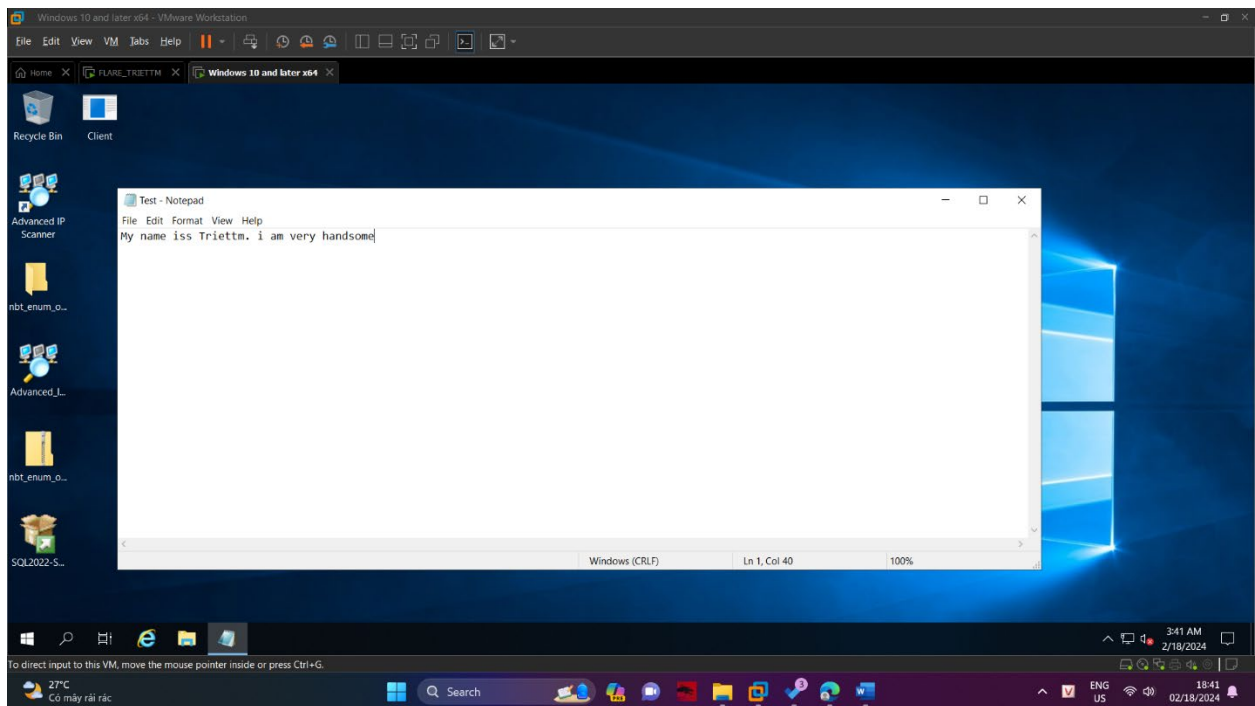 Windows 10 and later x64 - VMware Workstation
File Edit View VM Tabs Help
Home FLARE_TRIETTM Windows 10 and later x64
Recycle Bin Client
Test - Notepad
File Edit Format View Help
My name iss Triettm. i am very handsome
Advanced IP
Scanner
nbt_enum_o...
Advanced_I...
nbt_enum_o...
SQL2022-S...
Windows (CRLF) Ln 1, Col 40 100%
3:41 AM
2/18/2024
To direct input to this VM, move the mouse pointer inside or press Ctrl+G.
27°C
Có mây rải rác
Search
3
W
V
ENG
US
18:41
02/18/2024